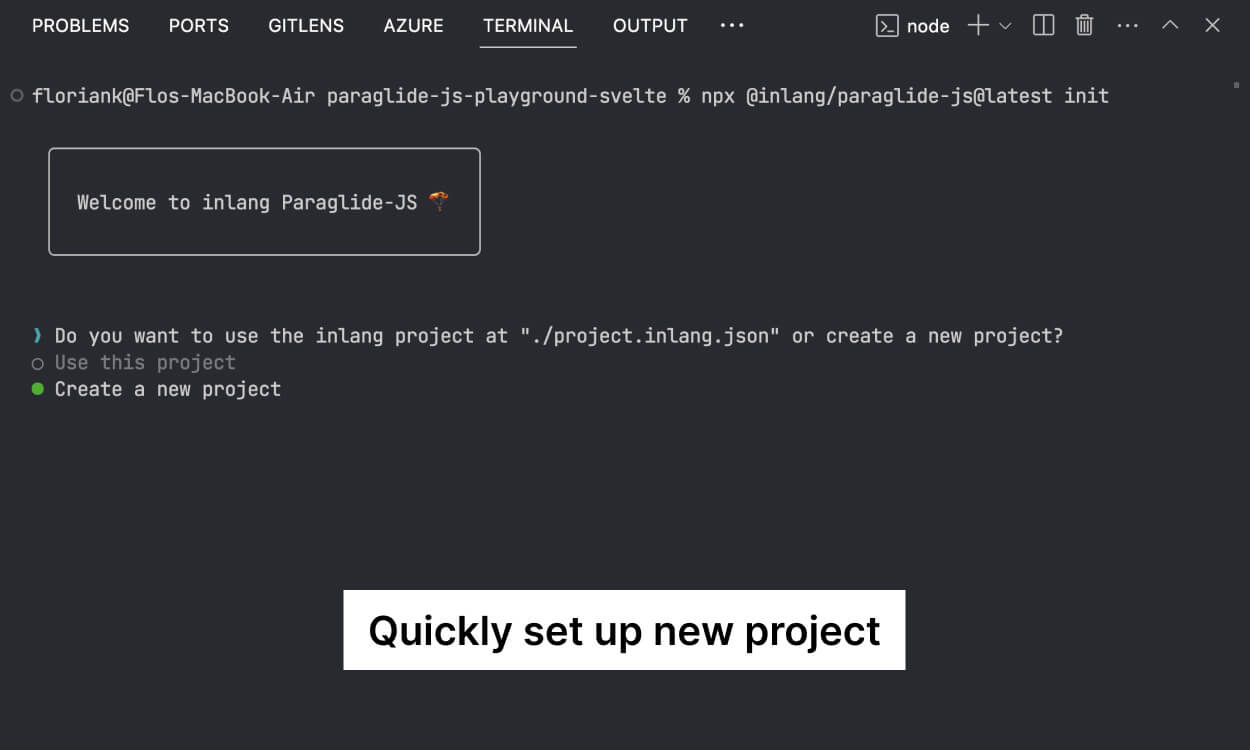 PROBLEMS PORTS GITLENS AZURE TERMINAL OUTPUT ··· node
floriank@Flos-MacBook-Air paraglide-js-playground-svelte % npx @inlang/paraglide-js@latest init
Welcome to inlang Paraglide-JS 🪂
❯ Do you want to use the inlang project at "./project.inlang.json" or create a new project?
○ Use this project
● Create a new project
Quickly set up new project